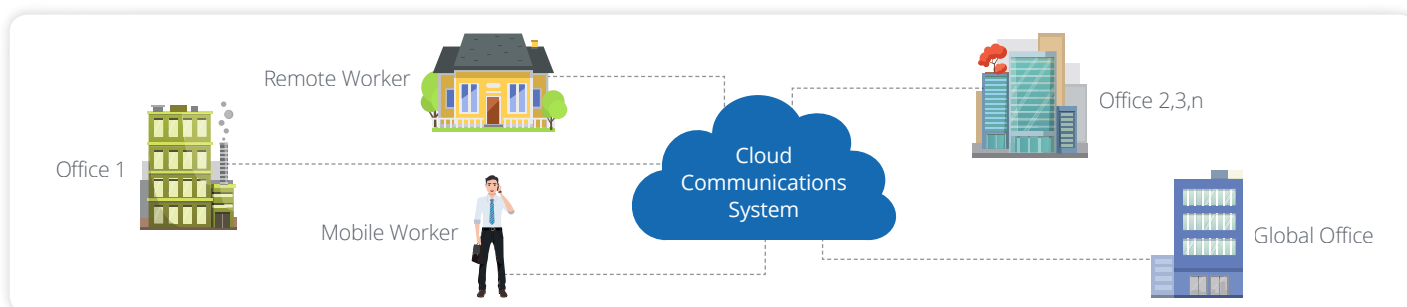 Remote Worker
Office 1
Mobile Worker
Cloud
Communications
System
Office 2,3,n
Global Office